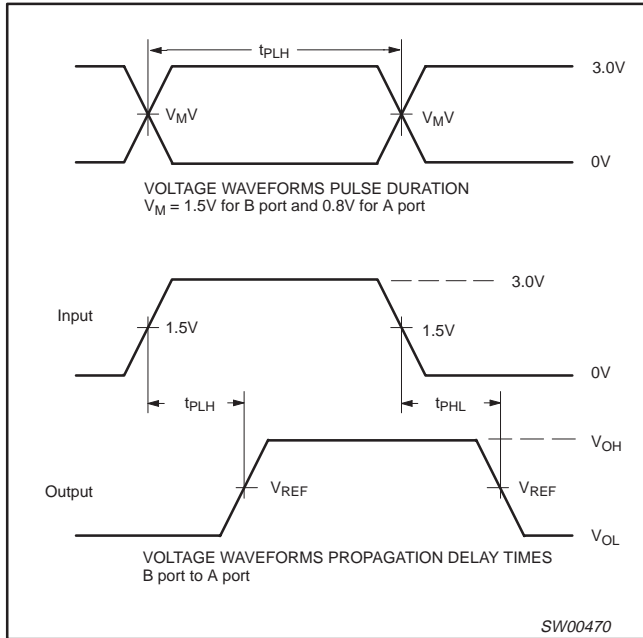 tPLH
3.0V
VMV
VMV
0V
VOLTAGE WAVEFORMS PULSE DURATION
VM = 1.5V for B port and 0.8V for A port
3.0V
Input
1.5V
1.5V
0V
tPLH
tPHL
VOH
Output
VREF
VREF
VOL
VOLTAGE WAVEFORMS PROPAGATION DELAY TIMES
B port to A port
SW00470